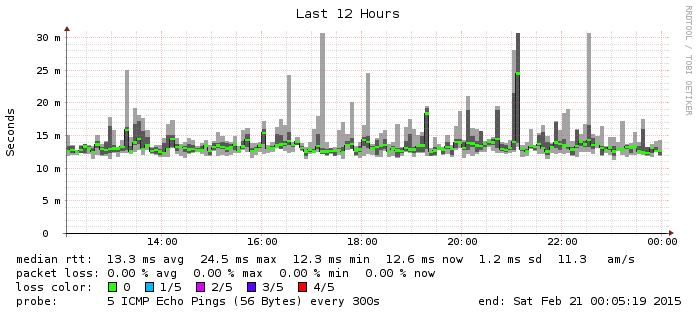 Last 12 Hours
RRDTOOL / TOBI OETIKER
Seconds
30 m
25 m
20 m
15 m
10 m
5 m
0
14:00 16:00 18:00 20:00 22:00 00:00
median rtt: 13.3 ms avg 24.5 ms max 12.3 ms min 12.6 ms now 1.2 ms sd 11.3 am/s
packet loss: 0.00 % avg 0.00 % max 0.00 % min 0.00 % now
loss color: 0 1/5 2/5 3/5 4/5
probe: 5 ICMP Echo Pings (56 Bytes) every 300s end: Sat Feb 21 00:05:19 2015